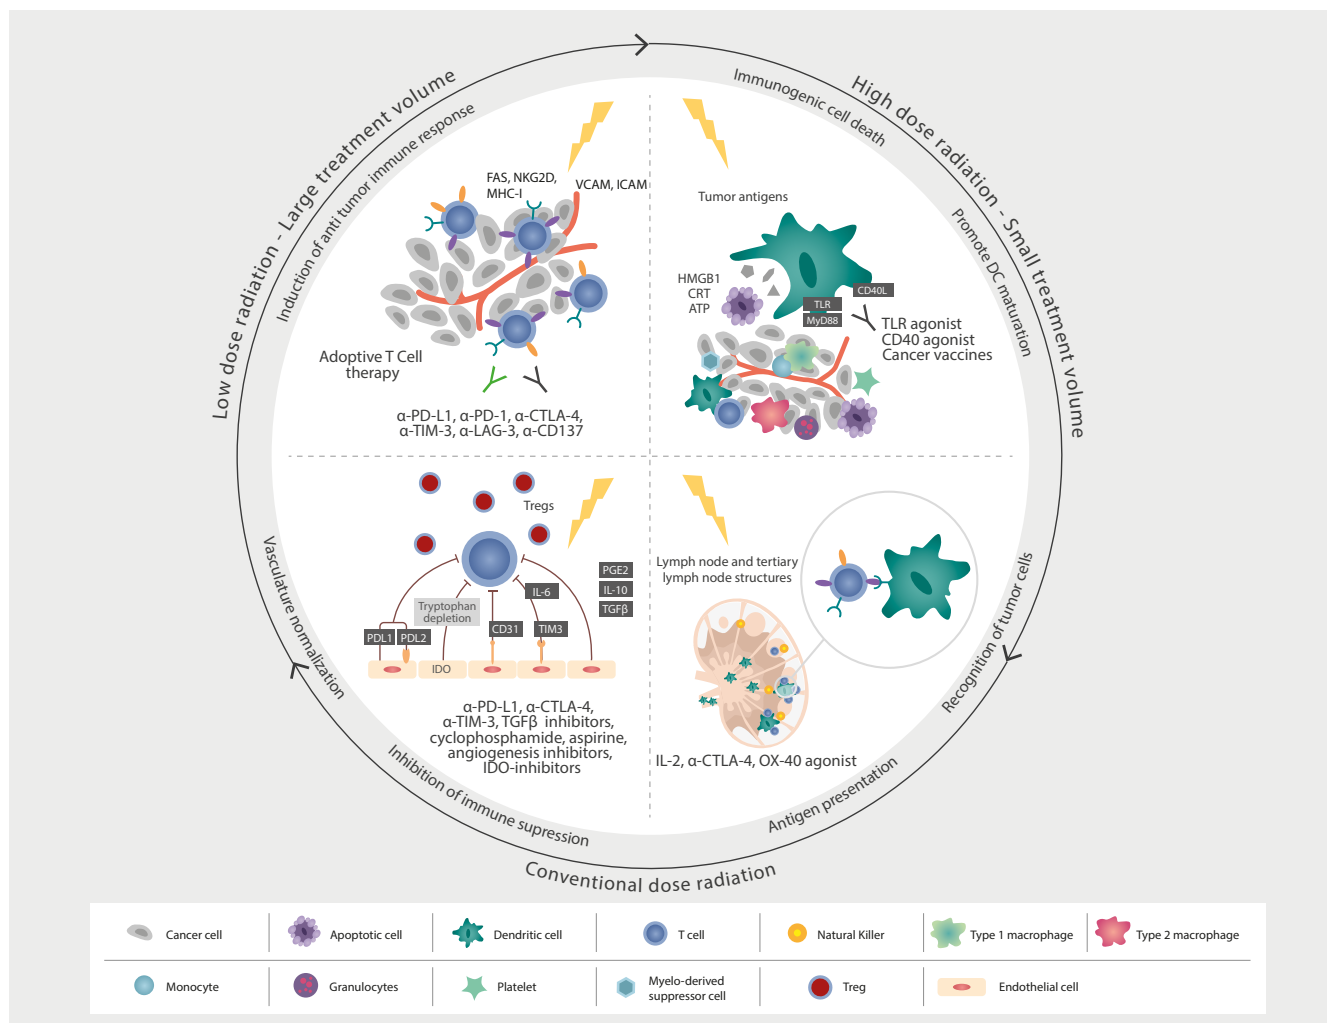 Low dose radiation - Large treatment volume
High dose radiation - Small treatment volume
Conventional dose radiation
Induction of anti tumor immune response
Immunogenic cell death
Promote DC maturation
Recognition of tumor cells
Antigen presentation
Inhibition of immune supression
Vasculature normalization
FAS, NKG2D,
MHC-I
VCAM, ICAM
Adoptive T Cell
therapy
α-PD-L1, α-PD-1, α-CTLA-4,
α-TIM-3, α-LAG-3, α-CD137
Tumor antigens
HMGB1
CRT
ATP
CD40L
TLR
MyD88
TLR agonist
CD40 agonist
Cancer vaccines
Tregs
PGE2
IL-10
TGFβ
IL-6
Tryptophan
depletion
PDL1
PDL2
CD31
TIM3
IDO
α-PD-L1, α-CTLA-4,
α-TIM-3, TGFβ inhibitors,
cyclophosphamide, aspirine,
angiogenesis inhibitors,
IDO-inhibitors
Lymph node and tertiary
lymph node structures
IL-2, α-CTLA-4, OX-40 agonist
Cancer cell
Apoptotic cell
Dendritic cell
T cell
Natural Killer
Type 1 macrophage
Type 2 macrophage
Monocyte
Granulocytes
Platelet
Myelo-derived
suppressor cell
Treg
Endothelial cell